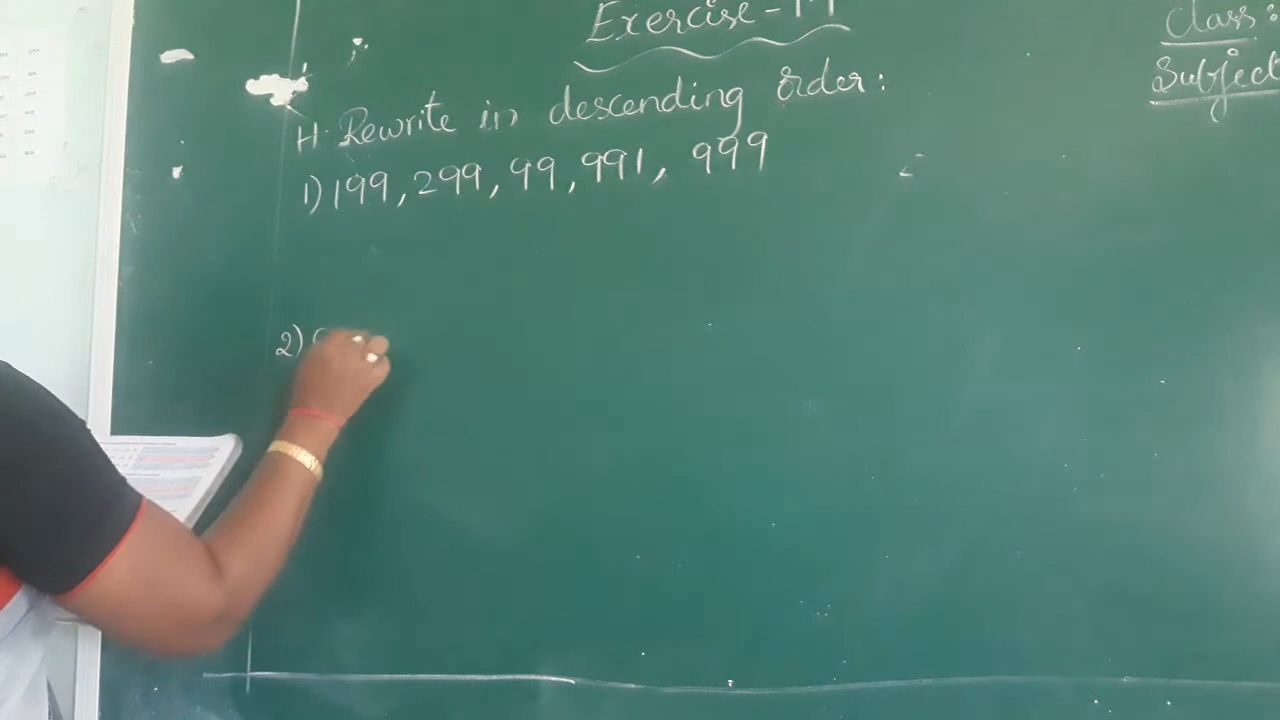 Exercise -
Class:
Subject
H. Rewrite in descending order:
1) 199, 299, 99, 991, 999
2)